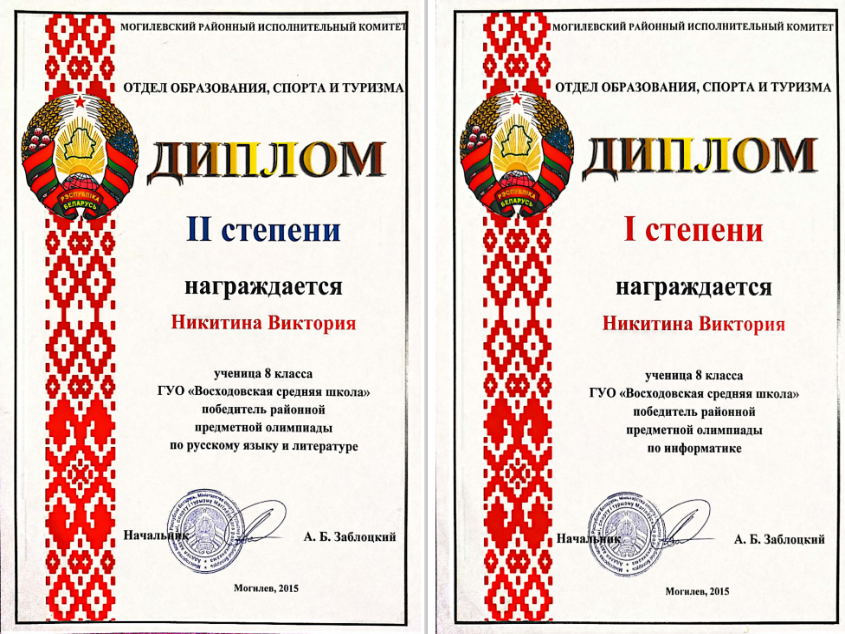 МОГИЛЕВСКИЙ РАЙОННЫЙ ИСПОЛНИТЕЛЬНЫЙ КОМИТЕТ
ОТДЕЛ ОБРАЗОВАНИЯ, СПОРТА И ТУРИЗМА
ДИПЛОМ
РЭСПУБЛІКА
БЕЛАРУСЬ
II степени
награждается
Никитина Виктория
ученица 8 класса
ГУО «Восходовская средняя школа»
победитель районной
предметной олимпиады
по русскому языку и литературе
Начальник
А. Б. Заблоцкий
Могилев, 2015
МОГИЛЕВСКИЙ РАЙОННЫЙ ИСПОЛНИТЕЛЬНЫЙ КОМИТЕТ
ОТДЕЛ ОБРАЗОВАНИЯ, СПОРТА И ТУРИЗМА
ДИПЛОМ
РЭСПУБЛІКА
БЕЛАРУСЬ
I степени
награждается
Никитина Виктория
ученица 8 класса
ГУО «Восходовская средняя школа»
победитель районной
предметной олимпиады
по информатике
Начальник
А. Б. Заблоцкий
Могилев, 2015